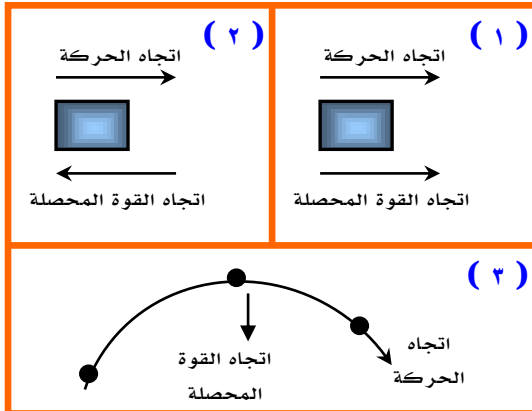 ( ١ )
اتجاه الحركة
اتجاه القوة المحصلة
( ٢ )
اتجاه الحركة
اتجاه القوة المحصلة
( ٣ )
اتجاه
الحركة
اتجاه القوة
المحصلة